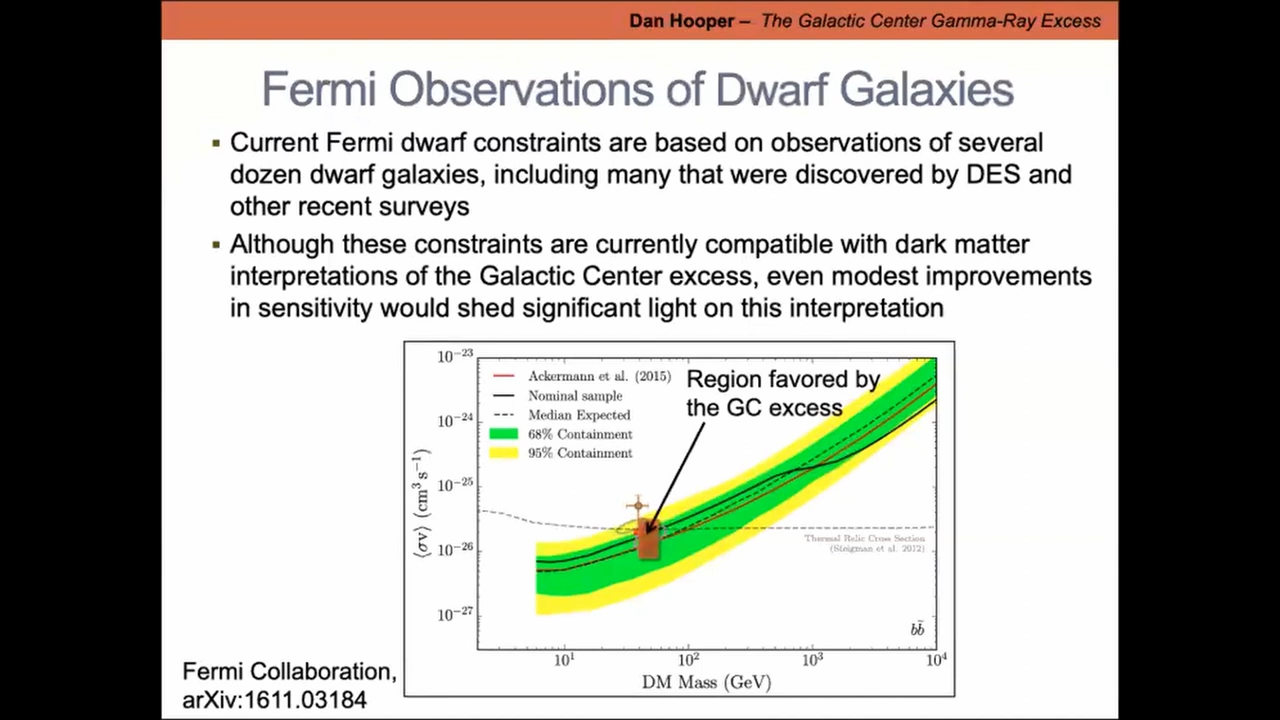 Dan Hooper – The Galactic Center Gamma-Ray Excess
Fermi Observations of Dwarf Galaxies
▪ Current Fermi dwarf constraints are based on observations of several
dozen dwarf galaxies, including many that were discovered by DES and
other recent surveys
▪ Although these constraints are currently compatible with dark matter
interpretations of the Galactic Center excess, even modest improvements
in sensitivity would shed significant light on this interpretation
10⁻²³
10⁻²⁴
10⁻²⁵
10⁻²⁶
10⁻²⁷
⟨σv⟩ (cm³ s⁻¹)
Ackermann et al. (2015)
Nominal sample
Median Expected
68% Containment
95% Containment
Region favored by
the GC excess
Thermal Relic Cross Section
(Steigman et al. 2012)
bb̄
10¹ 10² 10³ 10⁴
DM Mass (GeV)
Fermi Collaboration,
arXiv:1611.03184